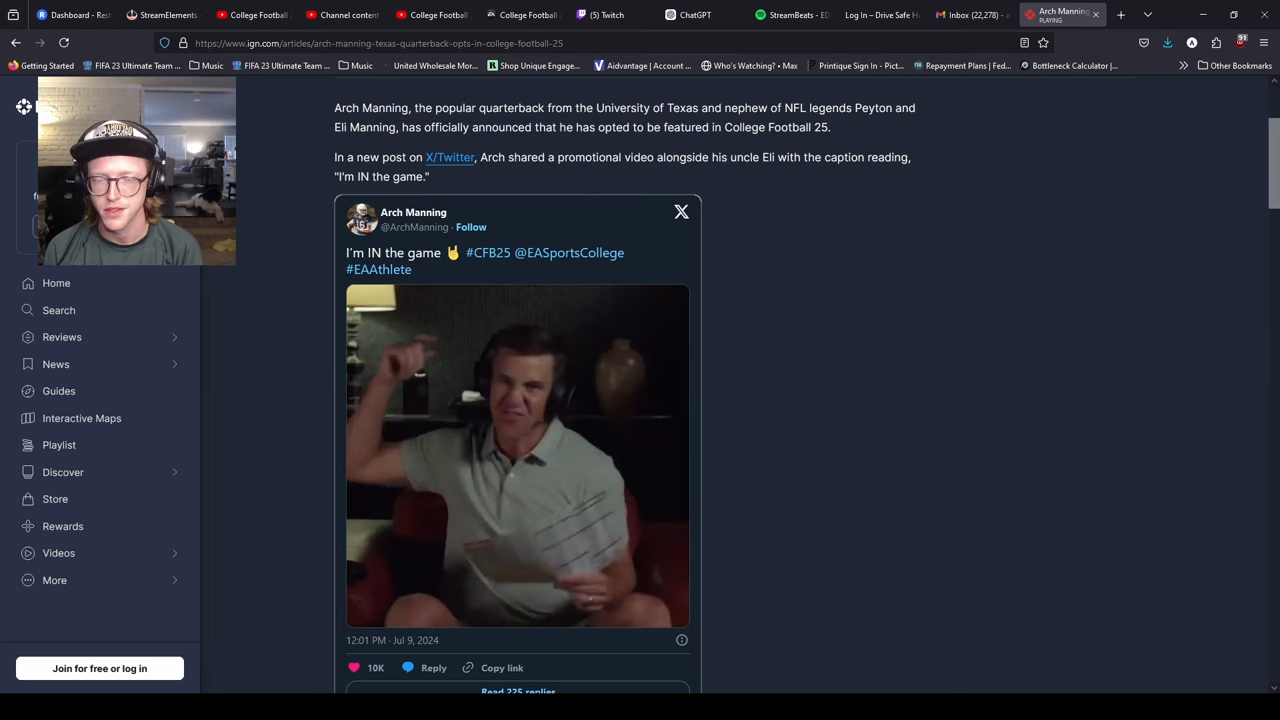 Dashboard - Rest
StreamElements -
College Football
Channel content
College Football
College Football
(5) Twitch
ChatGPT
StreamBeats - ED
Log In – Drive Safe H
Inbox (22,278) - a
Arch Manning
PLAYING
https://www.ign.com/articles/arch-manning-texas-quarterback-opts-in-college-football-25
91
Getting Started
FIFA 23 Ultimate Team ...
Music
FIFA 23 Ultimate Team ...
Music
United Wholesale Mor...
Shop Unique Engage...
Aidvantage | Account ...
Who's Watching? • Max
Printique Sign In - Pict...
Repayment Plans | Fed...
Bottleneck Calculator |...
Other Bookmarks
Arch Manning, the popular quarterback from the University of Texas and nephew of NFL legends Peyton and
Eli Manning, has officially announced that he has opted to be featured in College Football 25.
In a new post on X/Twitter, Arch shared a promotional video alongside his uncle Eli with the caption reading,
"I'm IN the game."
Arch Manning
@ArchManning · Follow
I'm IN the game 🤘 #CFB25 @EASportsCollege
#EAAthlete
12:01 PM · Jul 9, 2024
10K
Reply
Copy link
Read 225 replies
Home
Search
Reviews
News
Guides
Interactive Maps
Playlist
Discover
Store
Rewards
Videos
More
Join for free or log in